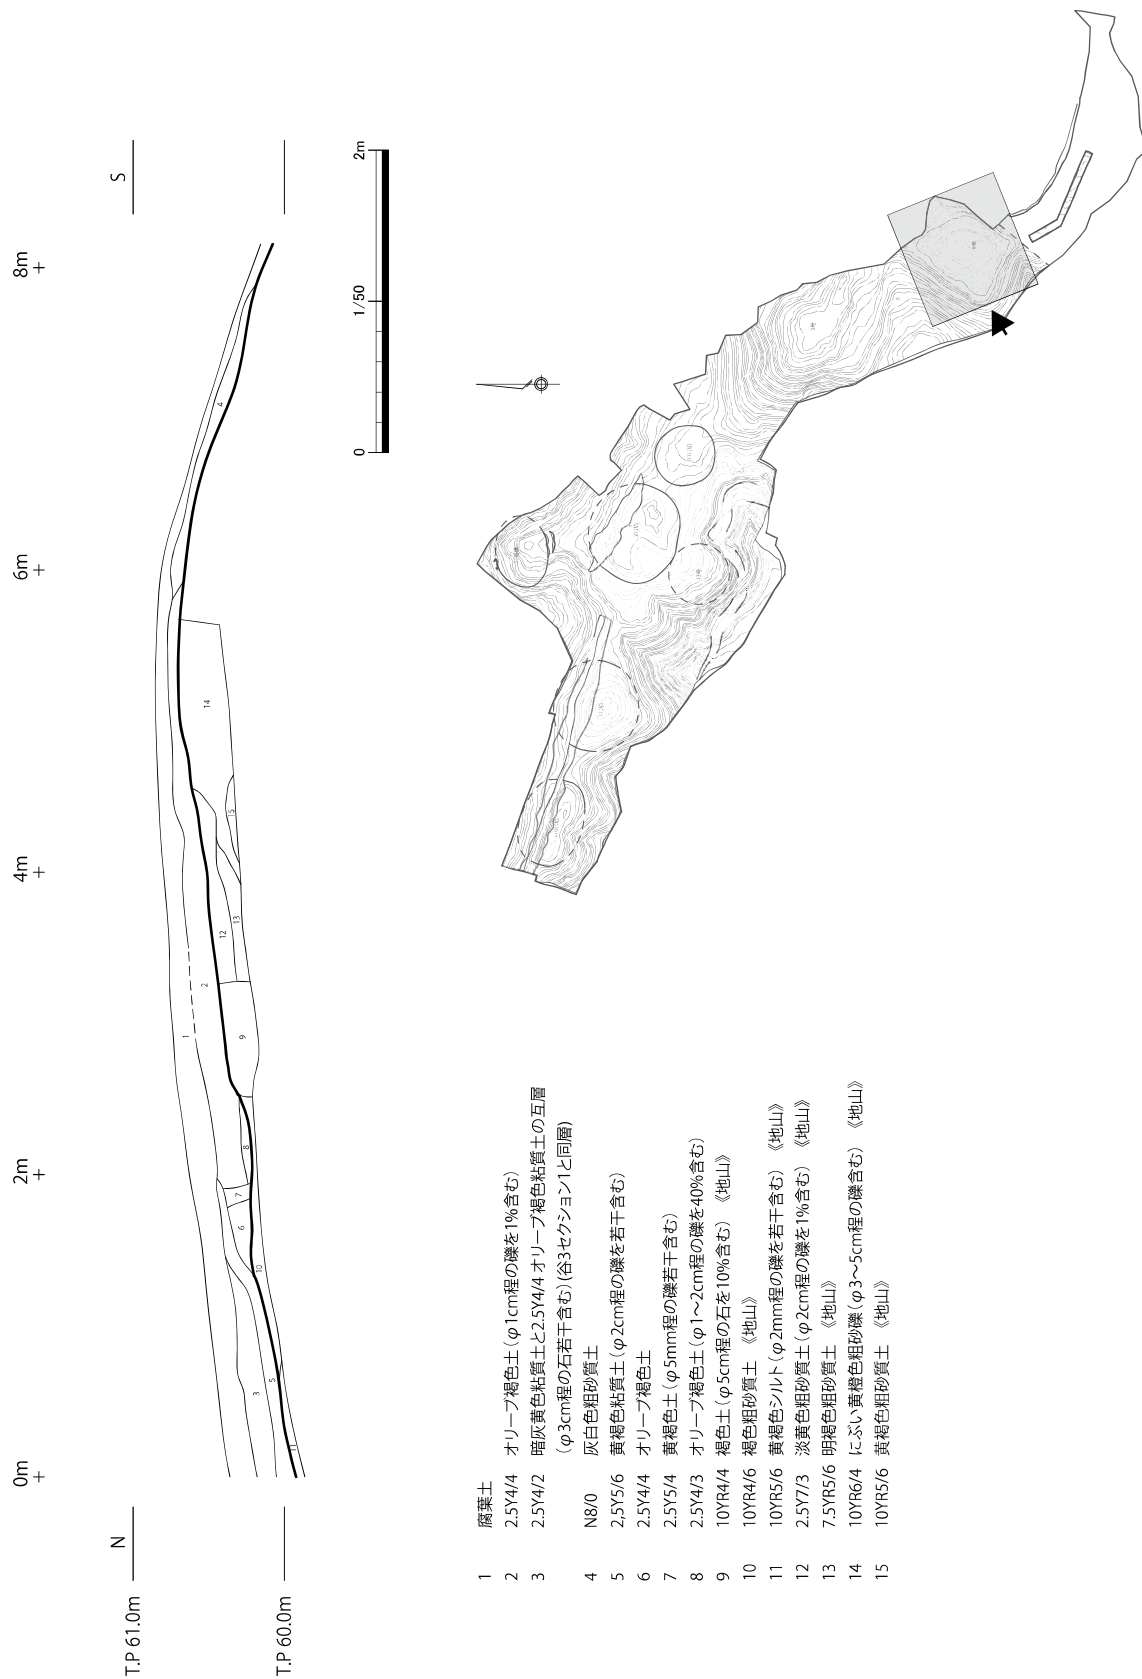 0m
2m
4m
6m
8m
N
S
T.P 61.0m
T.P 60.0m
1
2
3
4
5
6
7
8
9
10
11
12
13
14
15
0
1/50
2m
1 腐葉土
2 2.5Y4/4 オリーブ褐色土(φ1cm程の礫を1%含む)
3 2.5Y4/2 暗灰黄色粘質土と2.5Y4/4 オリーブ褐色粘質土の互層
(φ3cm程の石若干含む)(谷3セクション1と同層)
4 N8/0 灰白色粗砂質土
5 2,5Y5/6 黄褐色粘質土(φ2cm程の礫を若干含む)
6 2.5Y4/4 オリーブ褐色土
7 2.5Y5/4 黄褐色土(φ5mm程の礫若干含む)
8 2.5Y4/3 オリーブ褐色土(φ1〜2cm程の礫を40%含む)
9 10YR4/4 褐色土(φ5cm程の石を10%含む) 《地山》
10 10YR4/6 褐色粗砂質土 《地山》
11 10YR5/6 黄褐色シルト(φ2mm程の礫を若干含む) 《地山》
12 2.5Y7/3 淡黄色粗砂質土(φ2cm程の礫を1%含む) 《地山》
13 7.5YR5/6 明褐色粗砂質土 《地山》
14 10YR6/4 にぶい黄橙色粗砂礫(φ3〜5cm程の礫含む) 《地山》
15 10YR5/6 黄褐色粗砂質土 《地山》